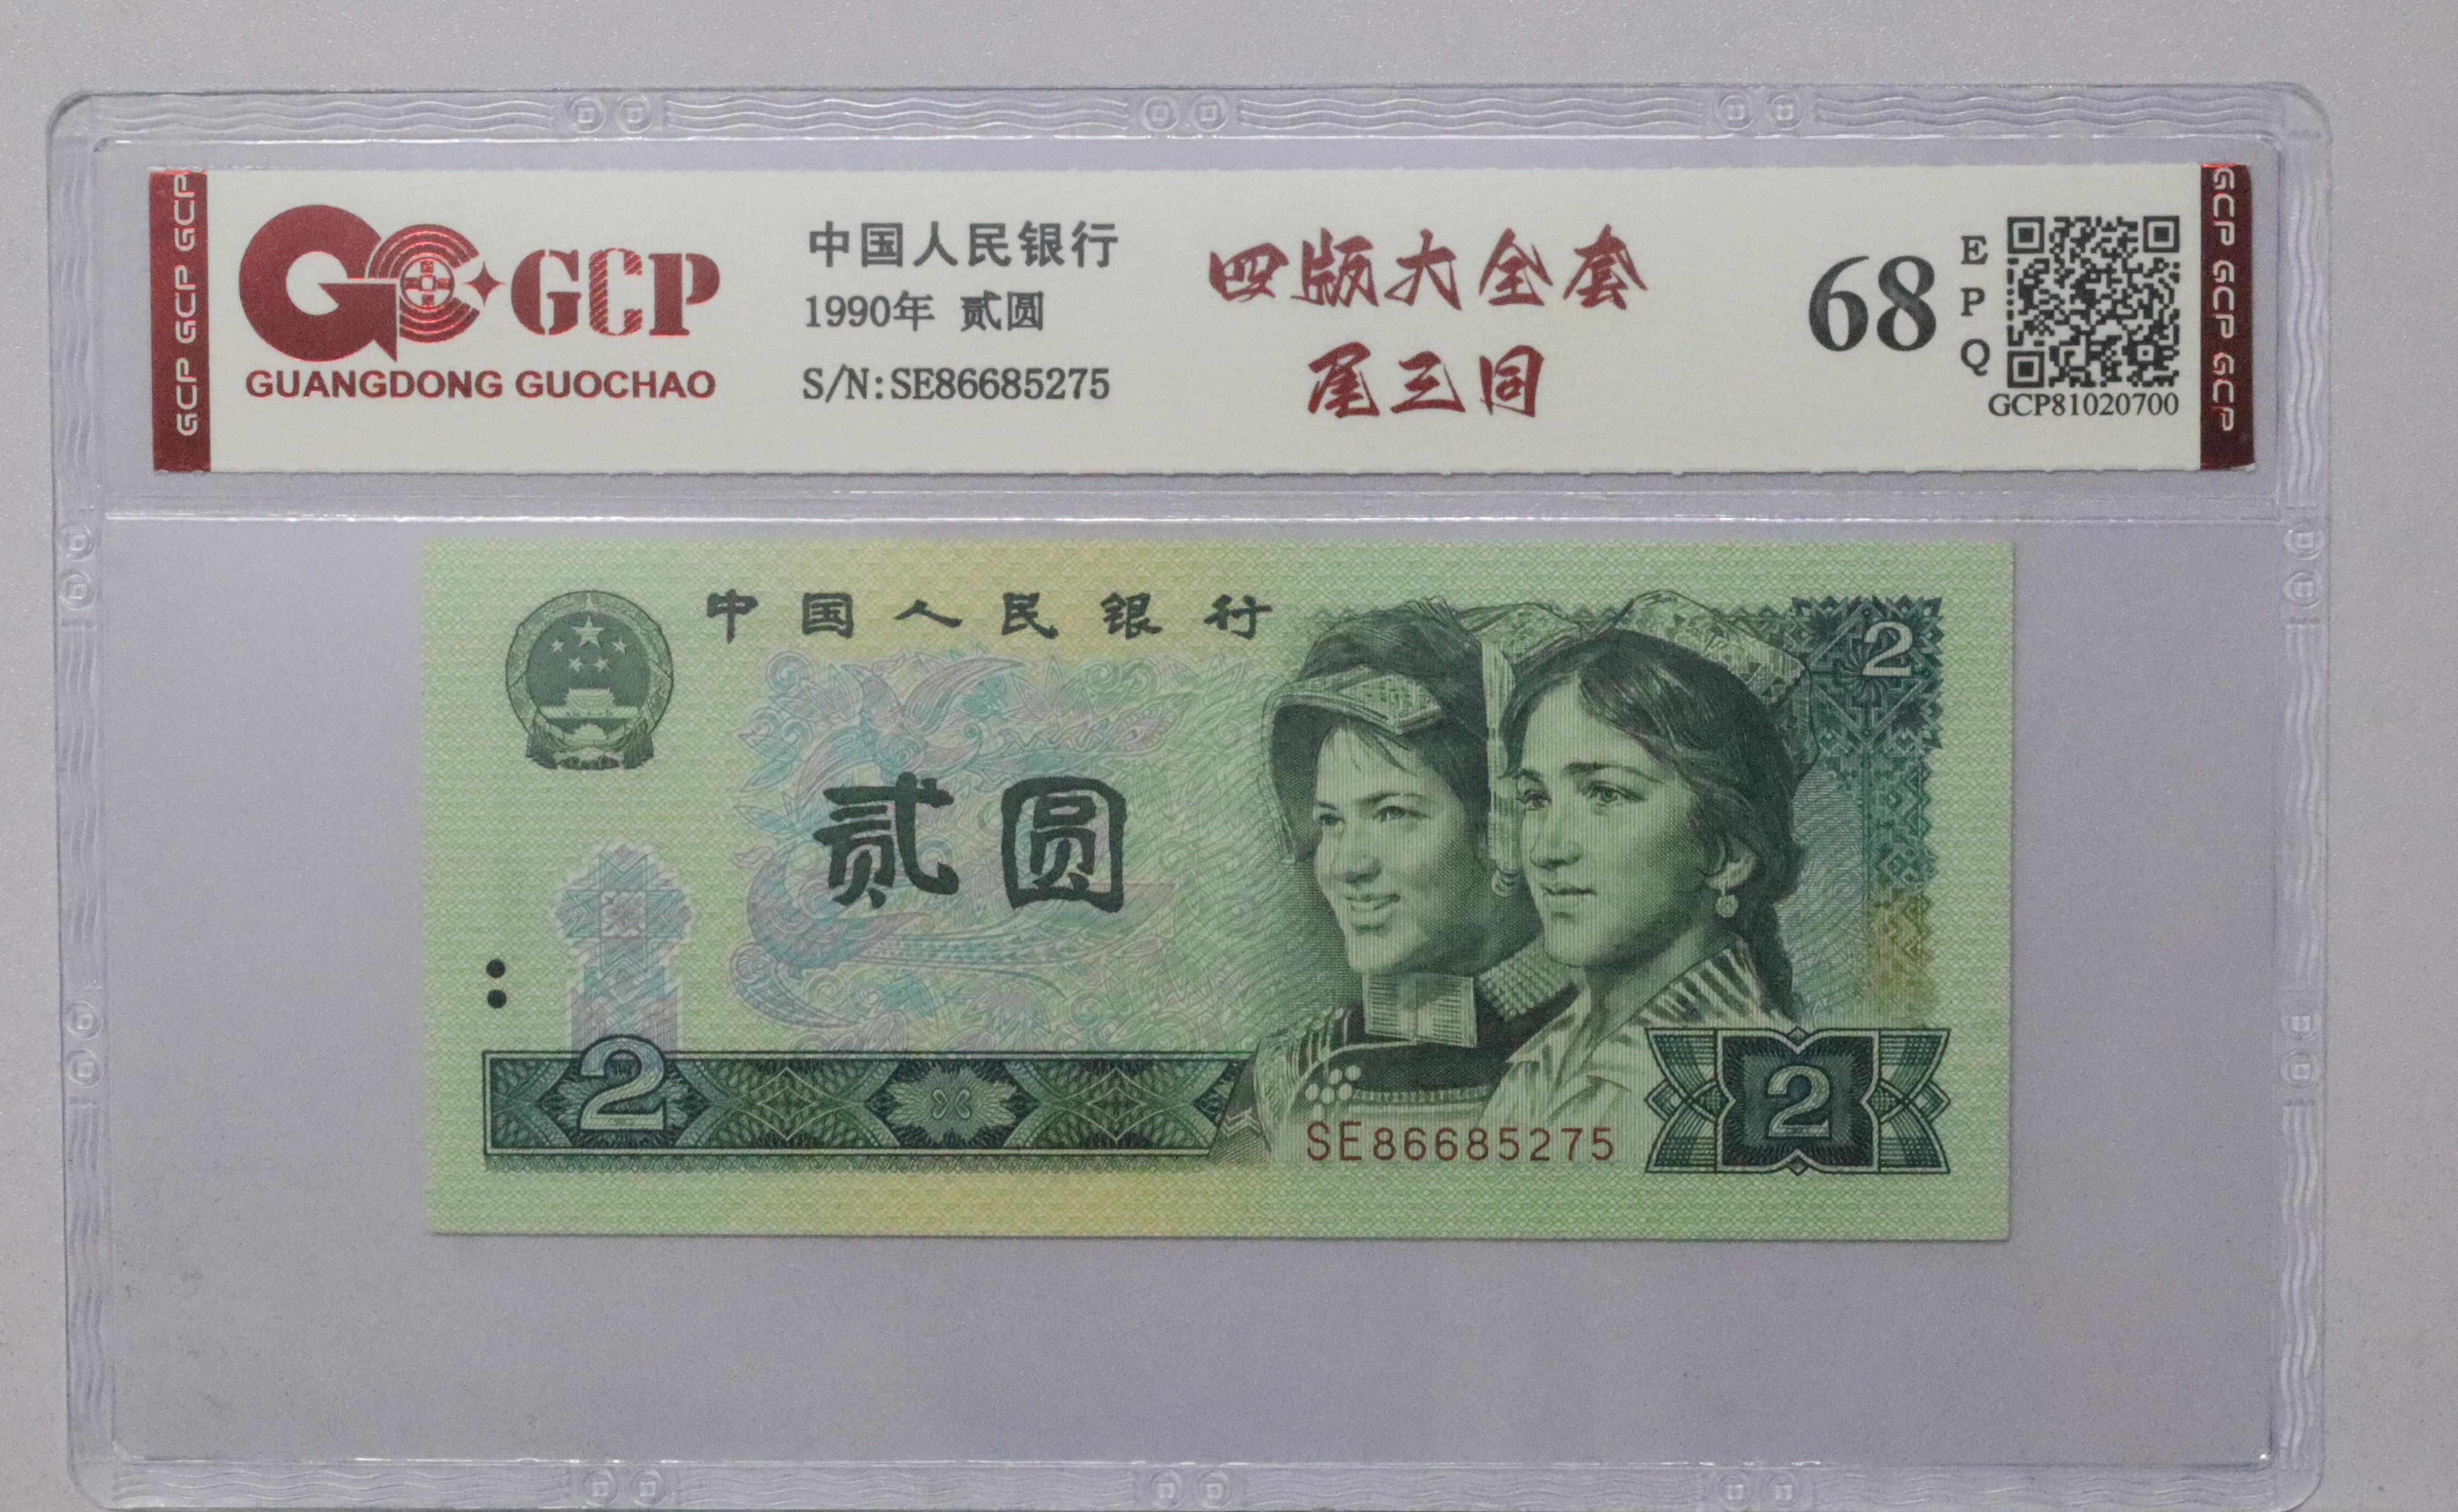 GCP GCP GCP
GCP
GUANGDONG GUOCHAO
中国人民银行
1990年 贰圆
S/N:SE86685275
四版大全套
尾三同
68
EPQ
GCP81020700
GCP GCP GCP
中国人民银行
2
贰圆
2
SE86685275
2